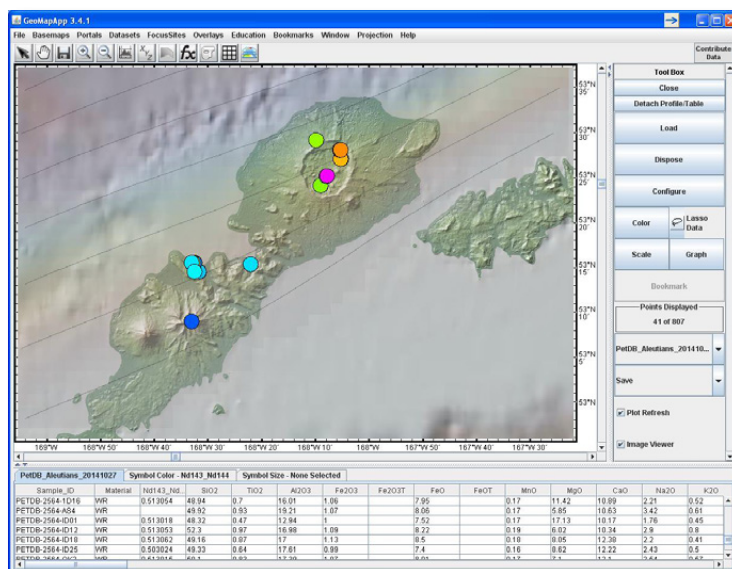 GeoMapApp 3.4.1
File Basemaps Portals Datasets FocusSites Overlays Education Bookmarks Window Projection Help
Contribute
Data
Tool Box
Close
Detach Profile/Table
Load
Dispose
Configure
Color Lasso
Data
Scale Graph
Bookmark
Points Displayed
41 of 807
PetDB_Aleutians_201410...
Save
Plot Refresh
Image Viewer
53°N
35'
53°N
30'
53°N
25'
53°N
20'
53°N
15'
53°N
10'
53°N
5'
53°N
169°W 168°W 50' 168°W 40' 168°W 30' 168°W 20' 168°W 10' 168°W 167°W 50' 167°W 40' 167°W 30'
PetDB_Aleutians_20141027 Symbol Color - Nd143_Nd144 Symbol Size - None Selected
Sample_ID Material Nd143_Nd... SiO2 TiO2 Al2O3 Fe2O3 Fe2O3T FeO FeOT MnO MgO CaO Na2O K2O
PETDB-2564-1D16 WR 0.513054 48.94 0.7 16.01 1.06 7.95 0.17 11.42 10.89 2.21 0.52
PETDB-2564-A84 WR 49.92 0.93 19.21 1.07 8.06 0.17 5.85 10.63 3.42 0.61
PETDB-2564-ID01 WR 0.513018 48.32 0.47 12.94 1 7.52 0.17 17.13 10.17 1.76 0.45
PETDB-2564-ID12 WR 0.513053 52.3 0.97 16.98 1.09 8.22 0.19 6.02 10.34 2.9 0.8
PETDB-2564-ID18 WR 0.513062 49.16 0.87 17 1.13 8.5 0.18 8.05 12.38 2.2 0.41
PETDB-2564-ID25 WR 0.503024 49.33 0.64 17.61 0.99 7.4 0.16 8.62 12.22 2.43 0.5